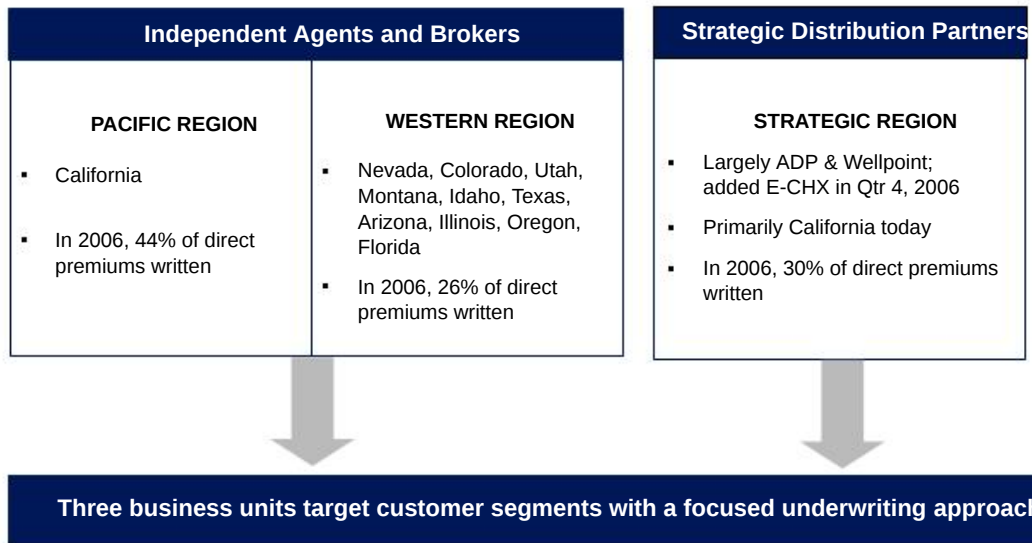 Independent Agents and Brokers
PACIFIC REGION
▪ California
▪ In 2006, 44% of direct
premiums written
WESTERN REGION
▪ Nevada, Colorado, Utah,
Montana, Idaho, Texas,
Arizona, Illinois, Oregon,
Florida
▪ In 2006, 26% of direct
premiums written
Strategic Distribution Partners
STRATEGIC REGION
▪ Largely ADP & Wellpoint;
added E-CHX in Qtr 4, 2006
▪ Primarily California today
▪ In 2006, 30% of direct premiums
written
Three business units target customer segments with a focused underwriting approach